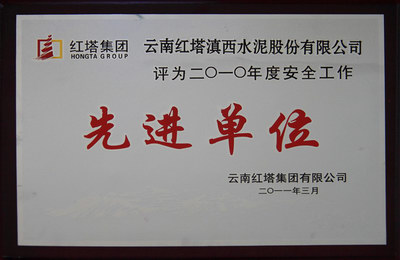 红塔集团
HONGTA GROUP
云南红塔滇西水泥股份有限公司
评为二〇一〇年度安全工作
先进单位
云南红塔集团有限公司
二〇一一年三月